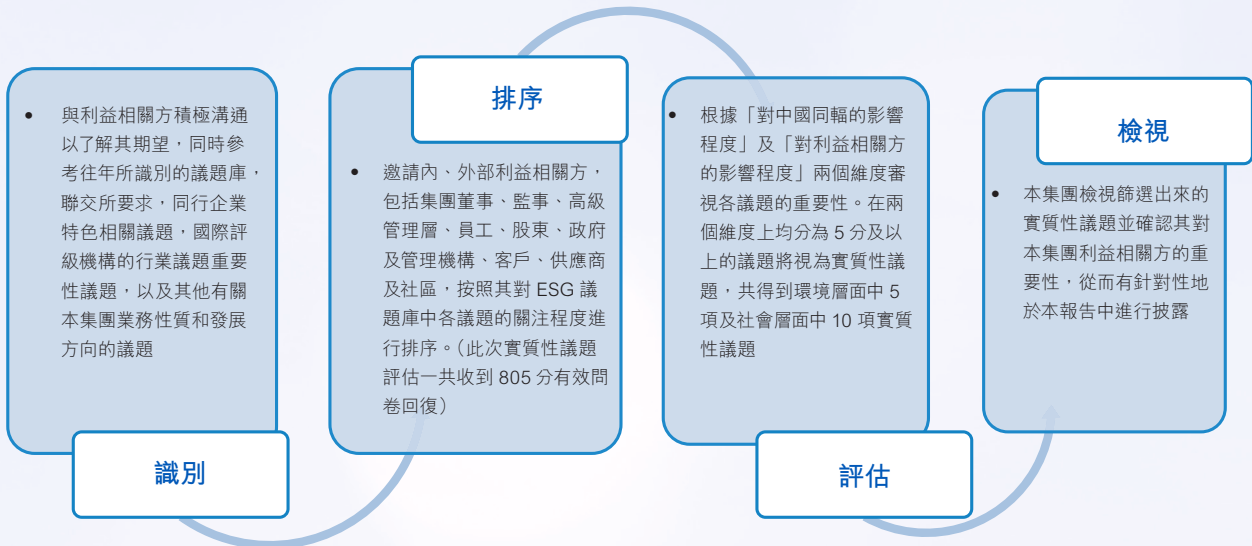 與利益相關方積極溝通
以了解其期望，同時參
考往年所識別的議題庫，
聯交所要求，同行企業
特色相關議題，國際評
級機構的行業議題重要
性議題，以及其他有關
本集團業務性質和發展
方向的議題
識別
排序
邀請內、外部利益相關方，
包括集團董事、監事、高級
管理層、員工、股東、政府
及管理機構、客戶、供應商
及社區，按照其對 ESG 議
題庫中各議題的關注程度進
行排序。（此次實質性議題
評估一共收到 805 分有效問
卷回復）
根據「對中國同輻的影響
程度」及「對利益相關方
的影響程度」兩個維度審
視各議題的重要性。在兩
個維度上均分為 5 分及以
上的議題將視為實質性議
題，共得到環境層面中 5
項及社會層面中 10 項實質
性議題
評估
檢視
本集團檢視篩選出來的
實質性議題並確認其對
本集團利益相關方的重
要性，從而有針對性地
於本報告中進行披露